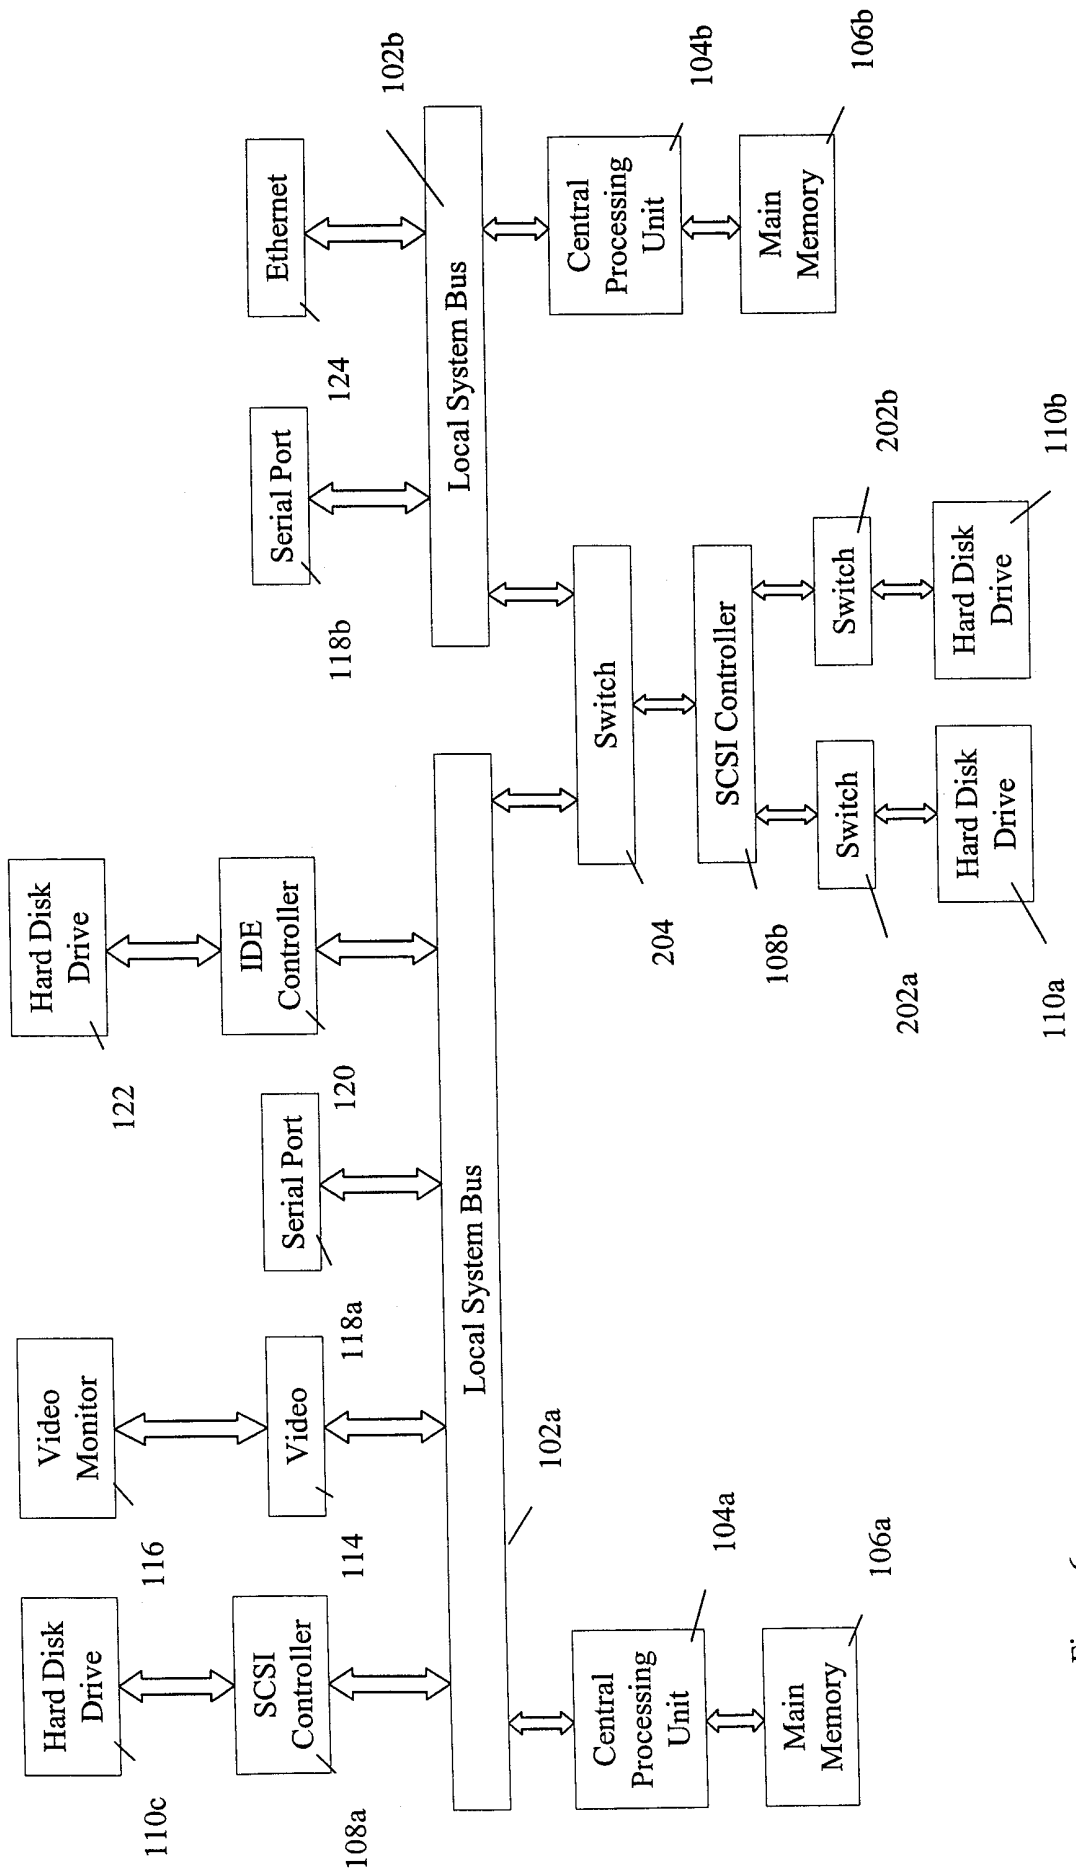 Hard Disk
Drive
110c
Video
Monitor
116
Hard Disk
Drive
122
SCSI
Controller
108a
Video
114
Serial Port
118a
IDE
Controller
120
Serial Port
118b
Ethernet
124
102b
Local System Bus
Local System Bus
102a
Central
Processing
Unit
104a
Main
Memory
106a
Switch
204
SCSI Controller
108b
Switch
202a
Switch
202b
Hard Disk
Drive
110a
Hard Disk
Drive
110b
Central
Processing
Unit
104b
Main
Memory
106b